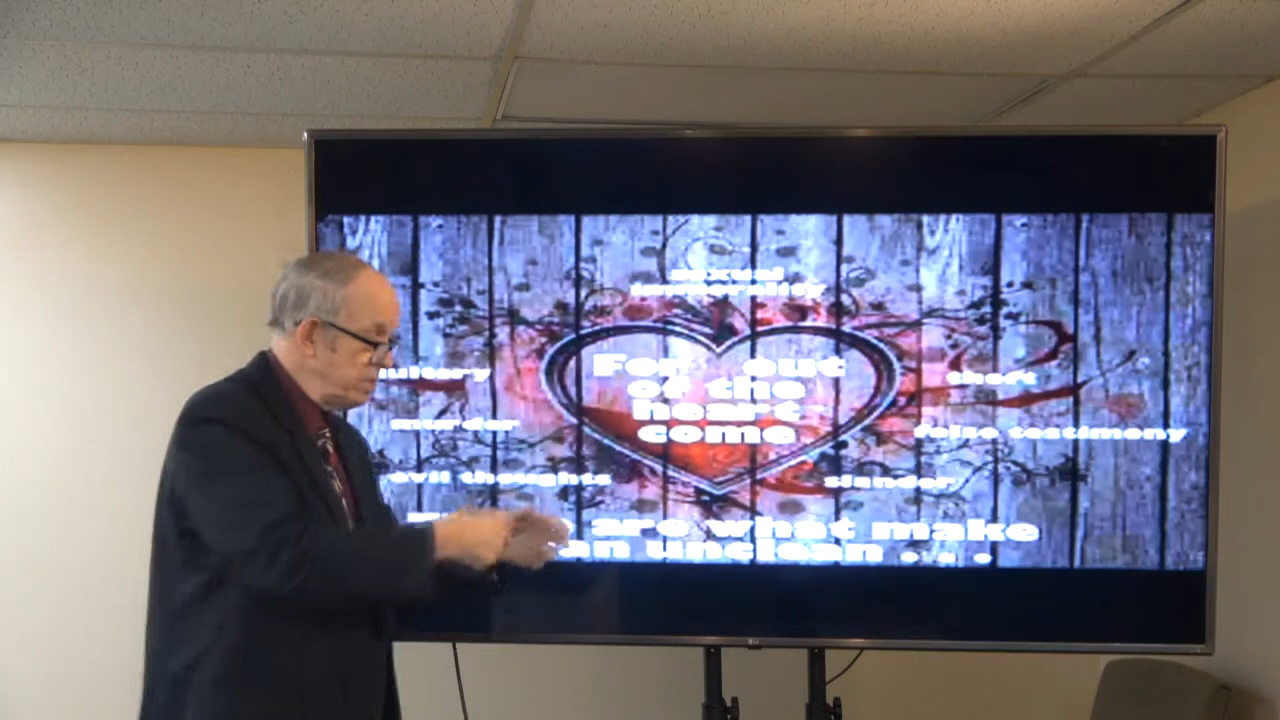 sexual
immorality
For out
of the
heart
come
ultery
theft
murder
false testimony
evil thoughts
slander
are what make
an unclean . . .
LG